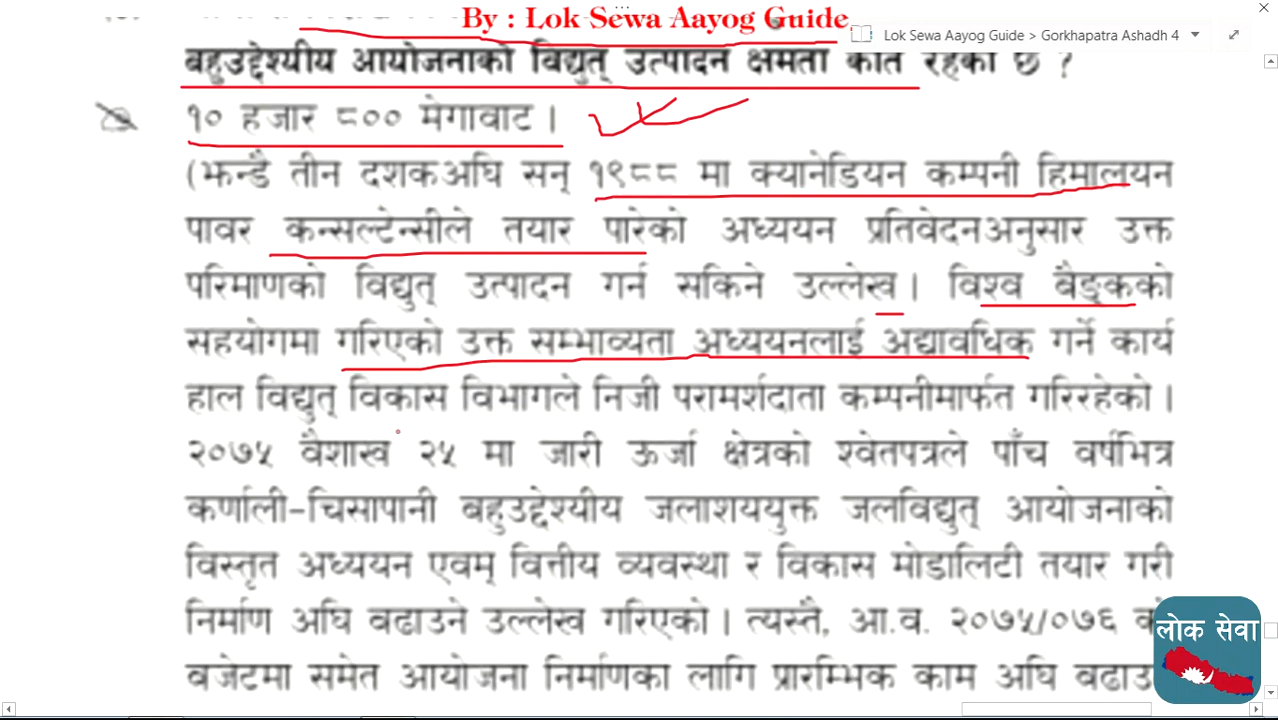 By : Lok Sewa Aayog Guide
Lok Sewa Aayog Guide > Gorkhapatra Ashadh 4
बहुउद्देश्यीय आयोजनाको विद्युत् उत्पादन क्षमता कति रहेको छ ?
१० हजार ८०० मेगावाट ।
(झन्डै तीन दशकअघि सन् १९८८ मा क्यानेडियन कम्पनी हिमालयन
पावर कन्सल्टेन्सीले तयार पारेको अध्ययन प्रतिवेदनअनुसार उक्त
परिमाणको विद्युत् उत्पादन गर्न सकिने उल्लेख । विश्व बैङ्कको
सहयोगमा गरिएको उक्त सम्भाव्यता अध्ययनलाई अद्यावधिक गर्ने कार्य
हाल विद्युत् विकास विभागले निजी परामर्शदाता कम्पनीमार्फत गरिरहेको ।
२०७५ वैशाख २५ मा जारी ऊर्जा क्षेत्रको श्वेतपत्रले पाँच वर्षभित्र
कर्णाली-चिसापानी बहुउद्देश्यीय जलाशययुक्त जलविद्युत् आयोजनाको
विस्तृत अध्ययन एवम् वित्तीय व्यवस्था र विकास मोडालिटी तयार गरी
निर्माण अघि बढाउने उल्लेख गरिएको । त्यस्तै, आ.व. २०७५/०७६
बजेटमा समेत आयोजना निर्माणका लागि प्रारम्भिक काम अघि
लोक सेवा